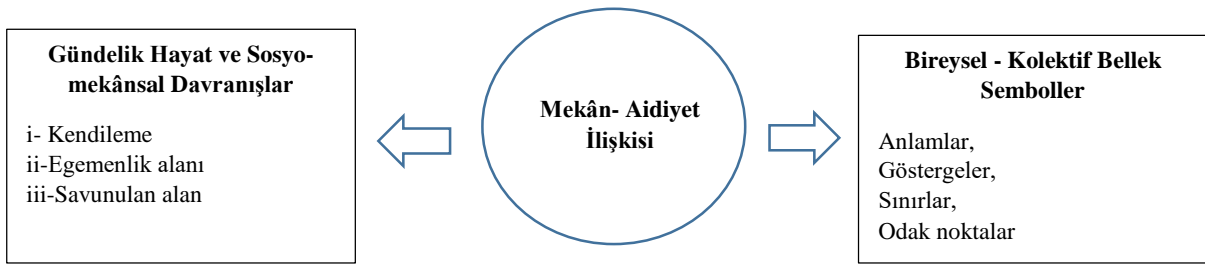 Gündelik Hayat ve Sosyo-
mekânsal Davranışlar
i- Kendileme
ii-Egemenlik alanı
iii-Savunulan alan
Mekân- Aidiyet
İlişkisi
Bireysel - Kolektif Bellek
Semboller
Anlamlar,
Göstergeler,
Sınırlar,
Odak noktalar